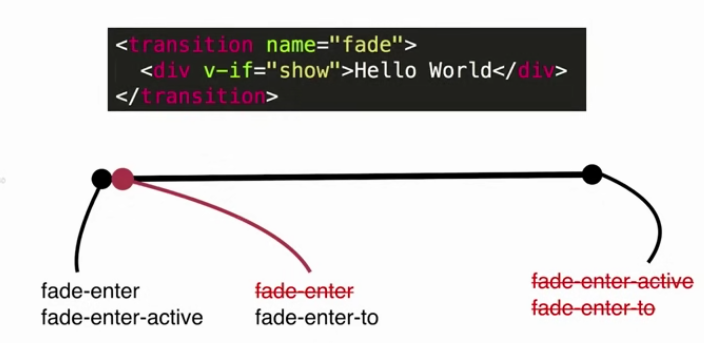 <transition name="fade">
<div v-if="show">Hello World</div>
</transition>
fade-enter
fade-enter-active
fade-enter
fade-enter-to
fade-enter-active
fade-enter-to